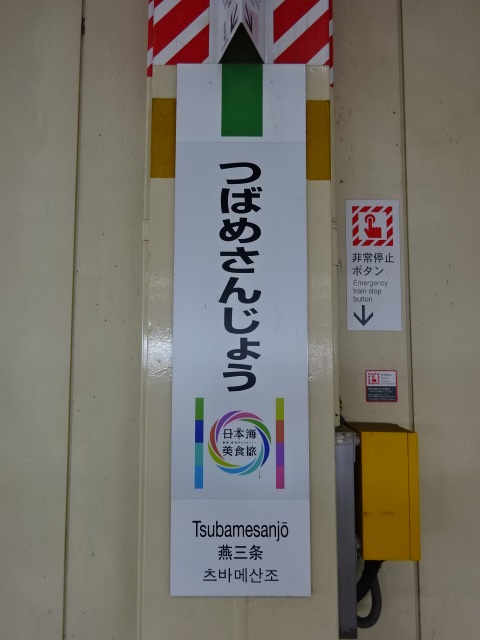 つばめさんじょう
日本海
美食旅
Tsubamesanjō
燕三条
츠바메산조
非常停止
ボタン
Emergency
train stop
button